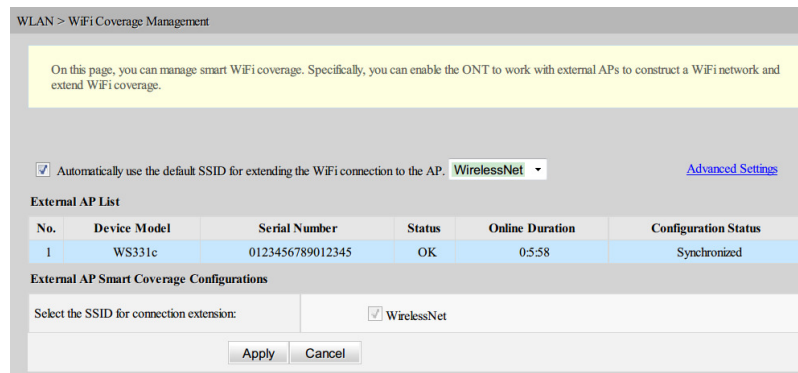 WLAN > WiFi Coverage Management
On this page, you can manage smart WiFi coverage. Specifically, you can enable the ONT to work with external APs to construct a WiFi network and
extend WiFi coverage.
Automatically use the default SSID for extending the WiFi connection to the AP. WirelessNet Advanced Settings
External AP List
No. Device Model Serial Number Status Online Duration Configuration Status
1 WS331c 0123456789012345 OK 0:5:58 Synchronized
External AP Smart Coverage Configurations
Select the SSID for connection extension: WirelessNet
Apply Cancel